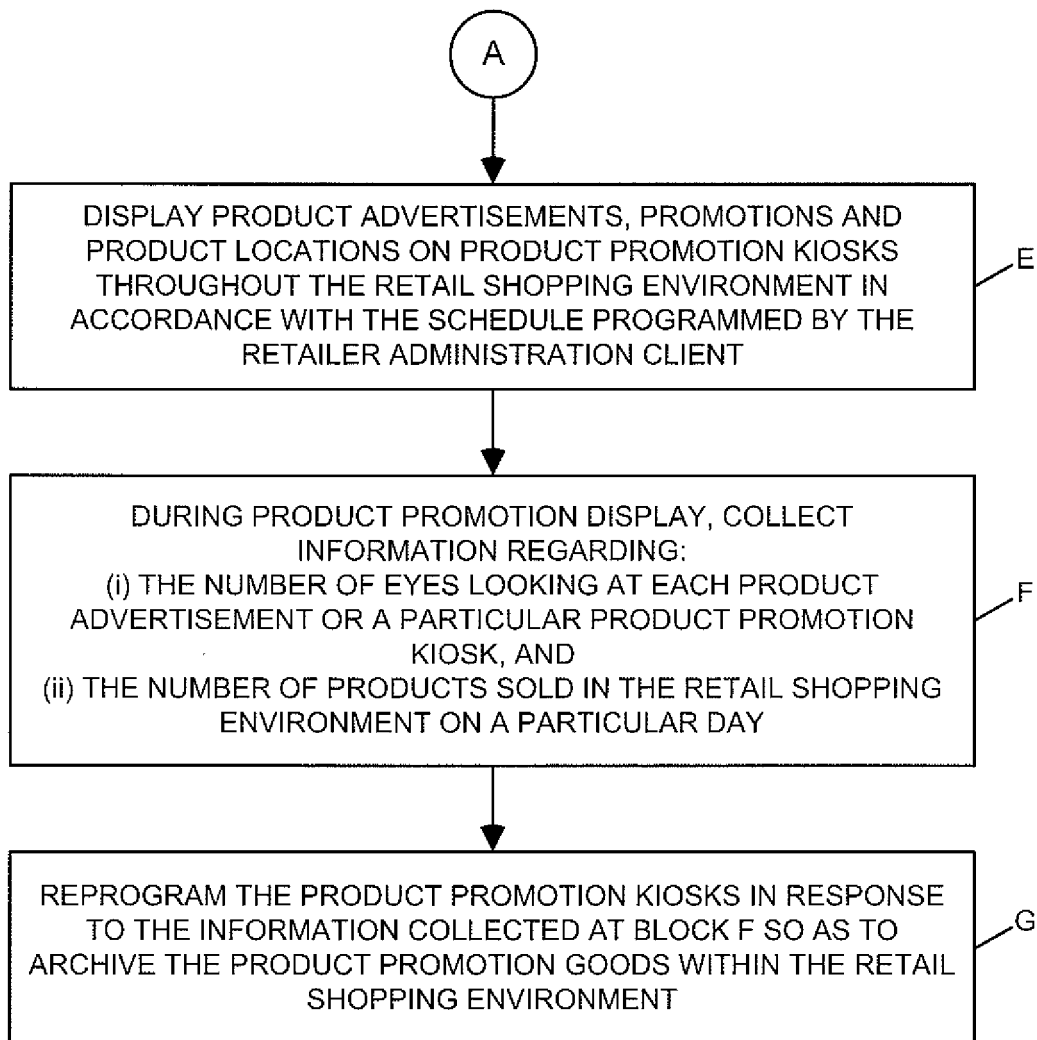 A
DISPLAY PRODUCT ADVERTISEMENTS, PROMOTIONS AND
PRODUCT LOCATIONS ON PRODUCT PROMOTION KIOSKS
THROUGHOUT THE RETAIL SHOPPING ENVIRONMENT IN
ACCORDANCE WITH THE SCHEDULE PROGRAMMED BY THE
RETAILER ADMINISTRATION CLIENT
E
DURING PRODUCT PROMOTION DISPLAY, COLLECT
INFORMATION REGARDING:
(i) THE NUMBER OF EYES LOOKING AT EACH PRODUCT
ADVERTISEMENT OR A PARTICULAR PRODUCT PROMOTION
KIOSK, AND
(ii) THE NUMBER OF PRODUCTS SOLD IN THE RETAIL SHOPPING
ENVIRONMENT ON A PARTICULAR DAY
F
REPROGRAM THE PRODUCT PROMOTION KIOSKS IN RESPONSE
TO THE INFORMATION COLLECTED AT BLOCK F SO AS TO
ARCHIVE THE PRODUCT PROMOTION GOODS WITHIN THE RETAIL
SHOPPING ENVIRONMENT
G